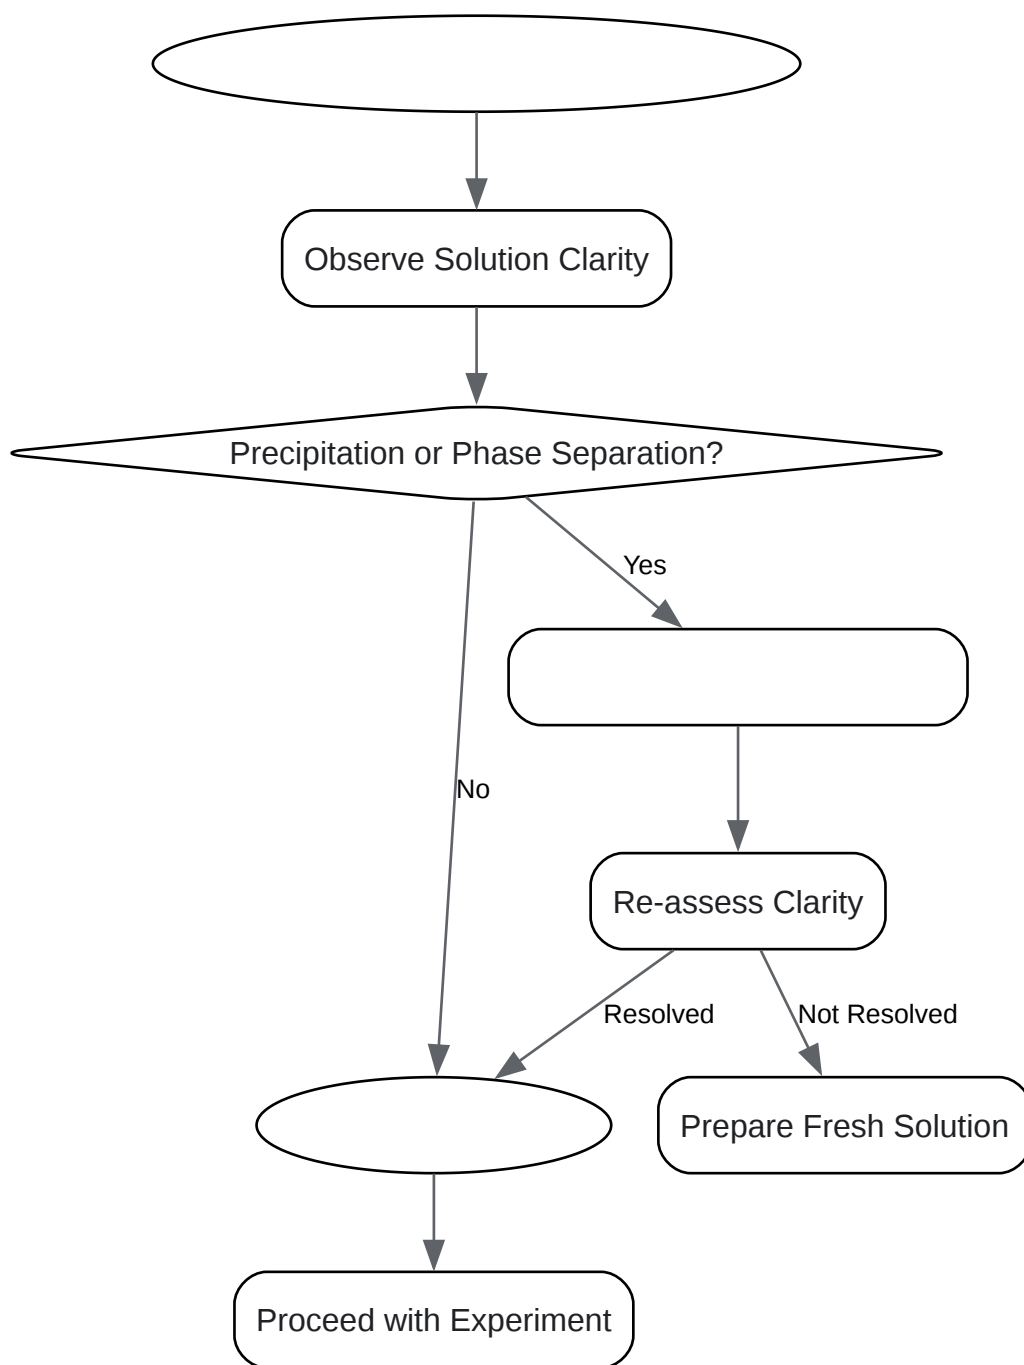 Observe Solution Clarity
Precipitation or Phase Separation?
Yes
No
Re-assess Clarity
Resolved
Not Resolved
Prepare Fresh Solution
Proceed with Experiment